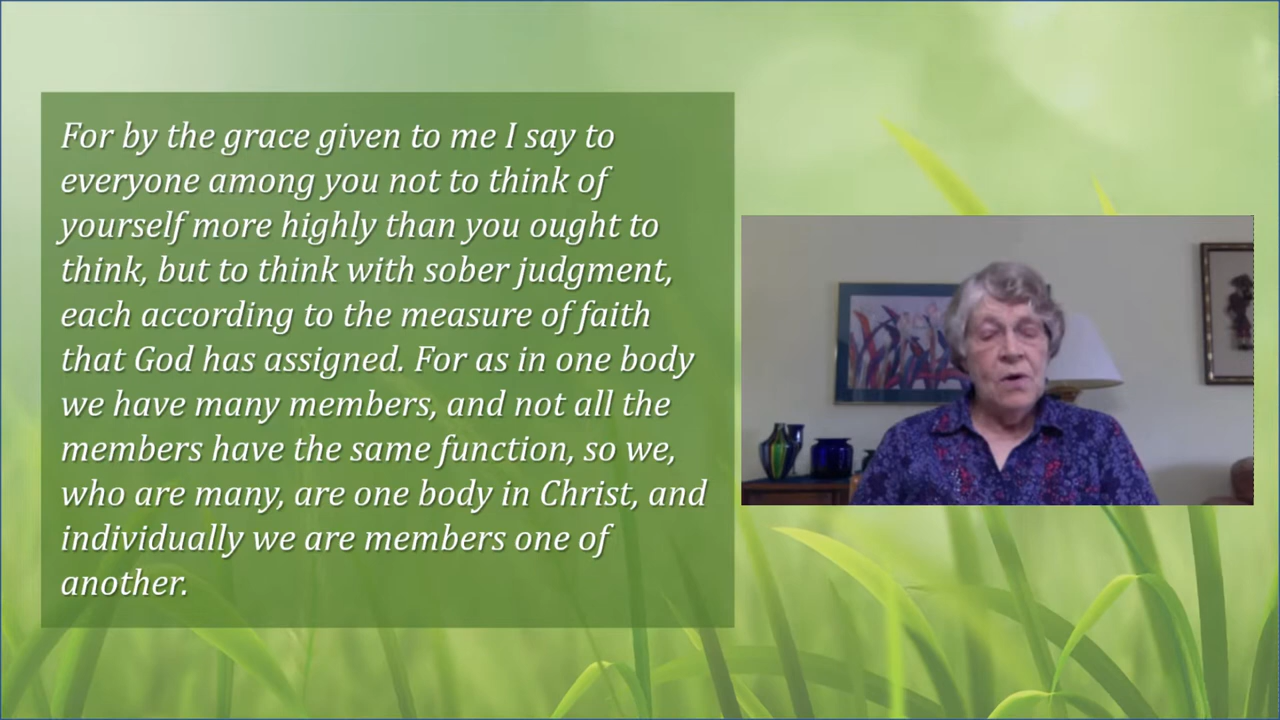 For by the grace given to me I say to
everyone among you not to think of
yourself more highly than you ought to
think, but to think with sober judgment,
each according to the measure of faith
that God has assigned. For as in one body
we have many members, and not all the
members have the same function, so we,
who are many, are one body in Christ, and
individually we are members one of
another.